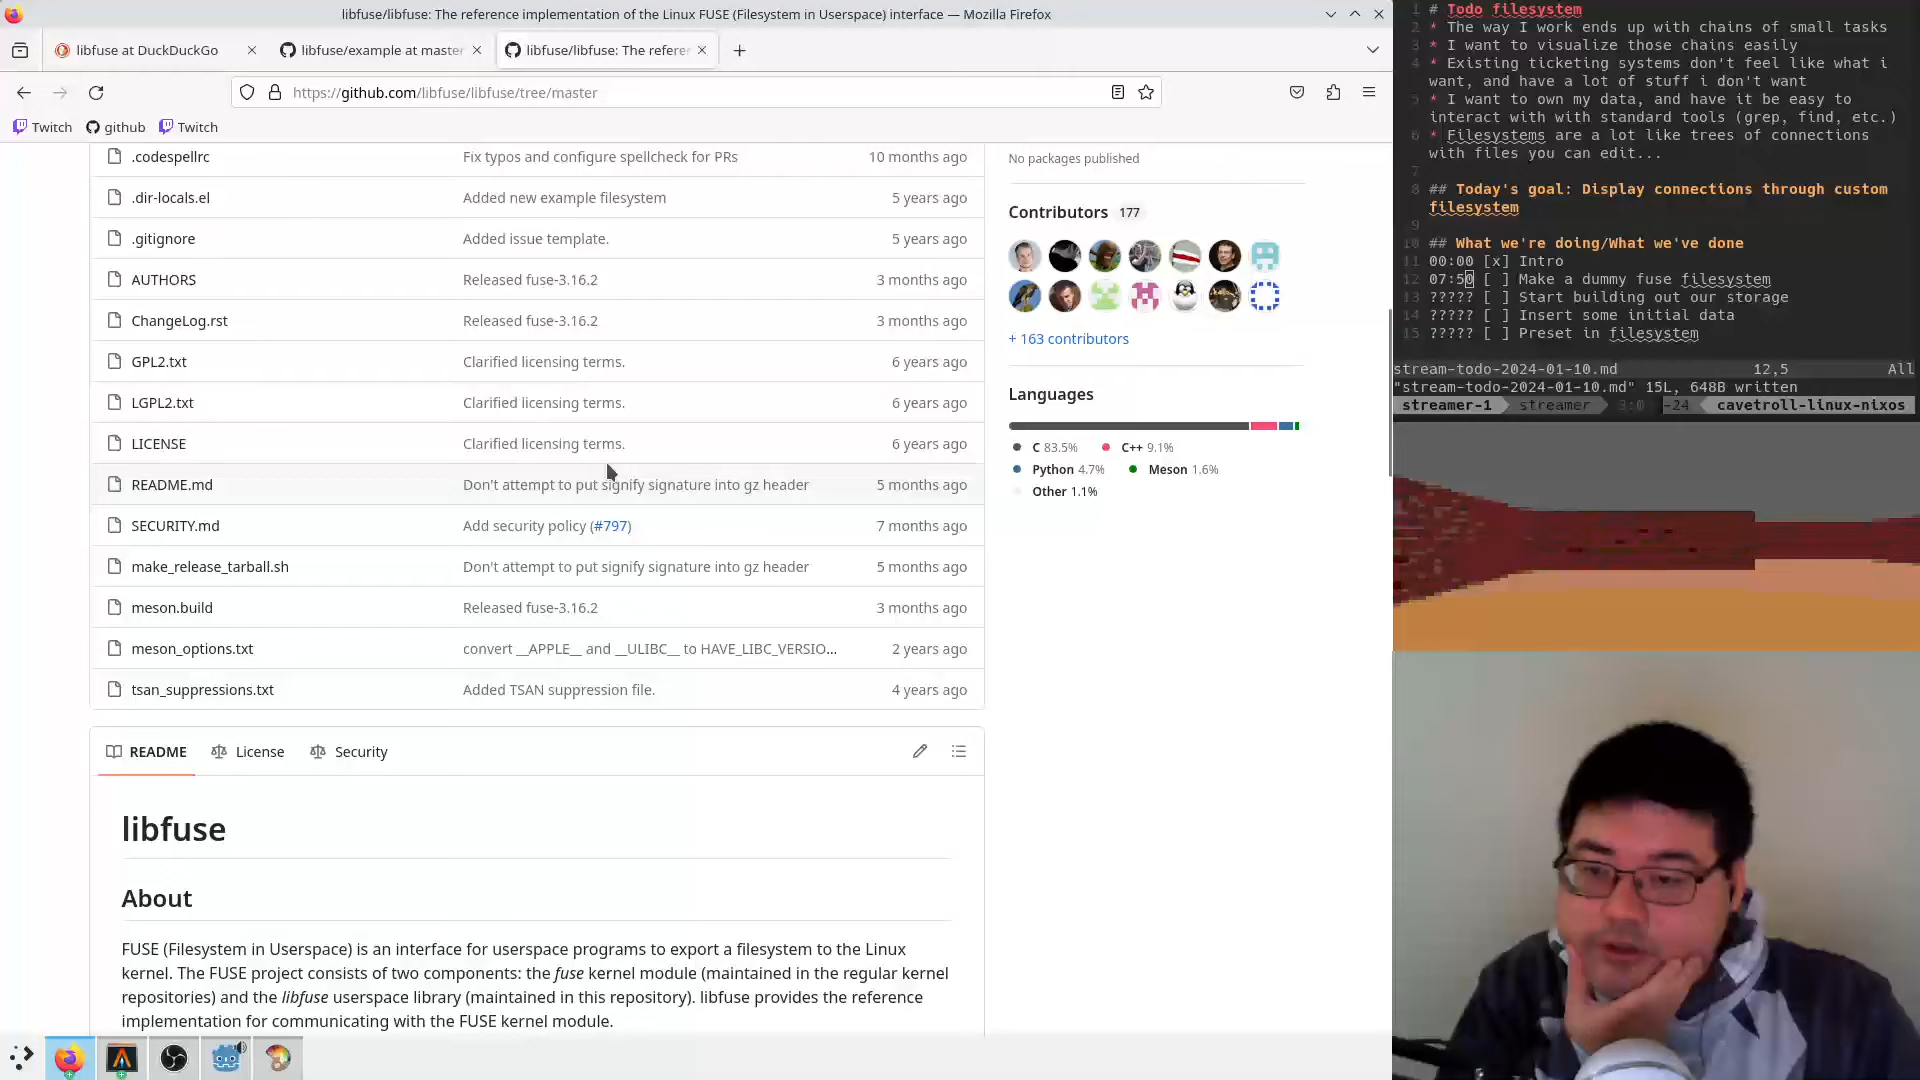 libfuse/libfuse: The reference implementation of the Linux FUSE (Filesystem in Userspace) interface — Mozilla Firefox
libfuse at DuckDuckGo
libfuse/example at master
libfuse/libfuse: The referen
https://github.com/libfuse/libfuse/tree/master
Twitch
github
Twitch
.codespellrc Fix typos and configure spellcheck for PRs 10 months ago
.dir-locals.el Added new example filesystem 5 years ago
.gitignore Added issue template. 5 years ago
AUTHORS Released fuse-3.16.2 3 months ago
ChangeLog.rst Released fuse-3.16.2 3 months ago
GPL2.txt Clarified licensing terms. 6 years ago
LGPL2.txt Clarified licensing terms. 6 years ago
LICENSE Clarified licensing terms. 6 years ago
README.md Don't attempt to put signify signature into gz header 5 months ago
SECURITY.md Add security policy (#797) 7 months ago
make_release_tarball.sh Don't attempt to put signify signature into gz header 5 months ago
meson.build Released fuse-3.16.2 3 months ago
meson_options.txt convert __APPLE__ and __ULIBC__ to HAVE_LIBC_VERSIO... 2 years ago
tsan_suppressions.txt Added TSAN suppression file. 4 years ago
README
License
Security
libfuse
About
FUSE (Filesystem in Userspace) is an interface for userspace programs to export a filesystem to the Linux
kernel. The FUSE project consists of two components: the fuse kernel module (maintained in the regular kernel
repositories) and the libfuse userspace library (maintained in this repository). libfuse provides the reference
implementation for communicating with the FUSE kernel module.
No packages published
Contributors 177
+ 163 contributors
Languages
C 83.5% C++ 9.1%
Python 4.7% Meson 1.6%
Other 1.1%
1 # Todo filesystem
2 * The way I work ends up with chains of small tasks
3 * I want to visualize those chains easily
4 * Existing ticketing systems don't feel like what i
want, and have a lot of stuff i don't want
5 * I want to own my data, and have it be easy to
interact with with standard tools (grep, find, etc.)
6 * Filesystems are a lot like trees of connections
with files you can edit...
7
8 ## Today's goal: Display connections through custom
filesystem
9
10 ## What we're doing/What we've done
11 00:00 [x] Intro
12 07:50 [ ] Make a dummy fuse filesystem
13 ????? [ ] Start building out our storage
14 ????? [ ] Insert some initial data
15 ????? [ ] Preset in filesystem
stream-todo-2024-01-10.md 12,5 All
"stream-todo-2024-01-10.md" 15L, 648B written
streamer-1 streamer 3:0 -24 cavetroll-linux-nixos